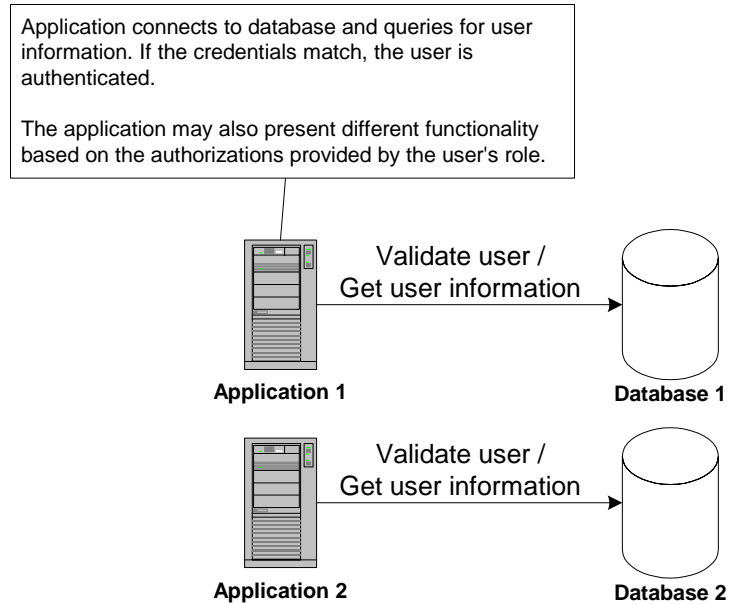 Application connects to database and queries for user
information. If the credentials match, the user is
authenticated.
The application may also present different functionality
based on the authorizations provided by the user's role.
Validate user /
Get user information
Application 1
Database 1
Validate user /
Get user information
Application 2
Database 2